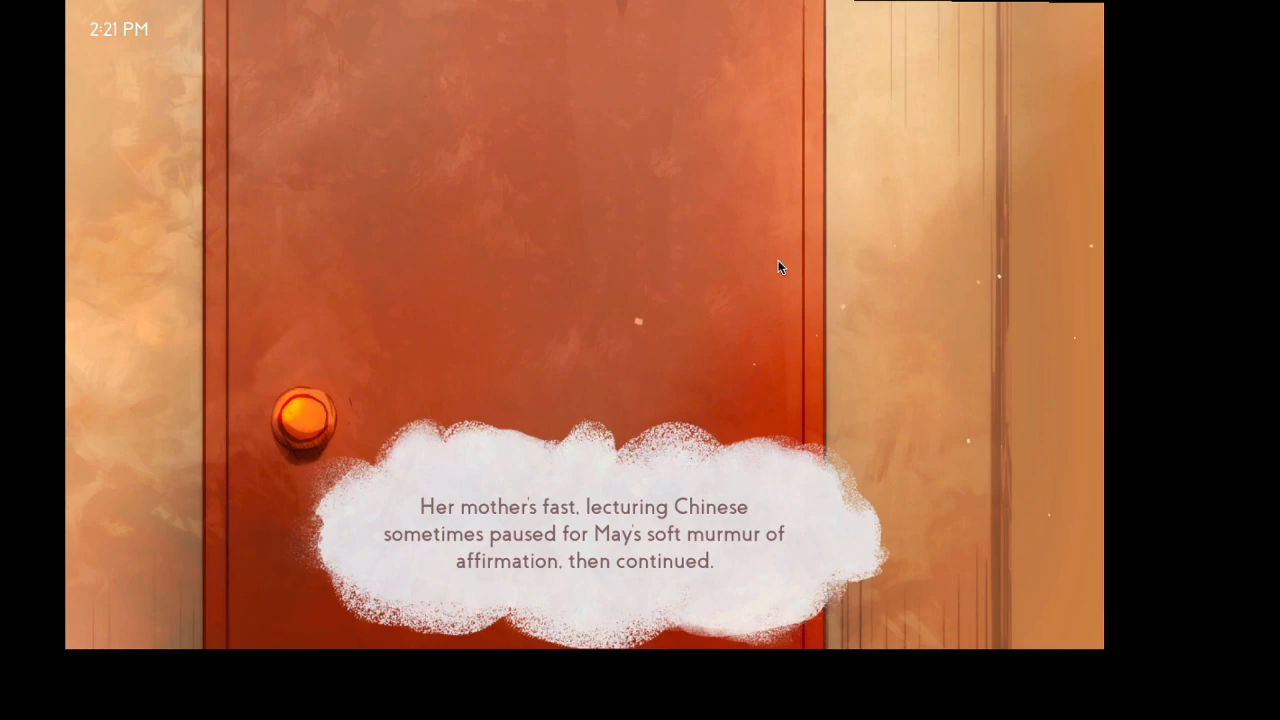 2:21 PM
Her mother's fast, lecturing Chinese
sometimes paused for May's soft murmur of
affirmation, then continued.